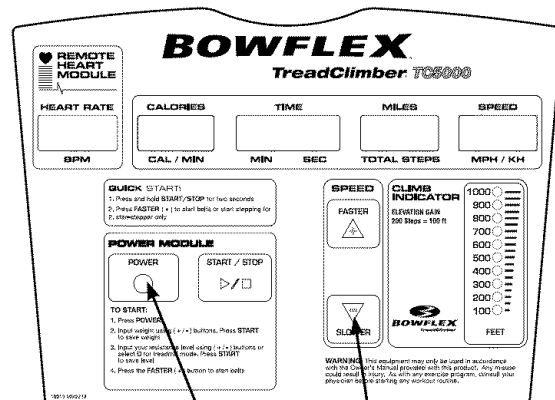 BOWFLEX
TreadClimber TC5000
REMOTE
HEART
MODULE
HEART RATE
BPM
CALORIES
TIME
MILES
SPEED
CAL / MIN
MIN SEC
TOTAL STEPS
MPH / KH
QUICK START!
1. Press and hold START/STOP for two seconds
2. Press FASTER ( + ) to start belts or start stepping for
stairstepper only
POWER MODULE
POWER
START / STOP
TO START:
1. Press POWER
2. Input weight using ( + / - ) buttons. Press START
to save weight
3. Input your resistance level using ( + / - ) buttons or
select 0 for treadmill mode. Press START
to save level
4. Press the FASTER ( + ) button to start belts
SPEED
FASTER
SLOWER
CLIMB
INDICATOR
ELEVATION GAIN
200 Steps = 100 ft
BOWFLEX
1000
900
800
700
600
500
400
300
200
100
FEET
WARNING: This equipment may only be used in accordance
with the Owner's Manual provided with this product. Any misuse
could result in injury. As with any exercise program, consult your
physician before starting any workout routine.